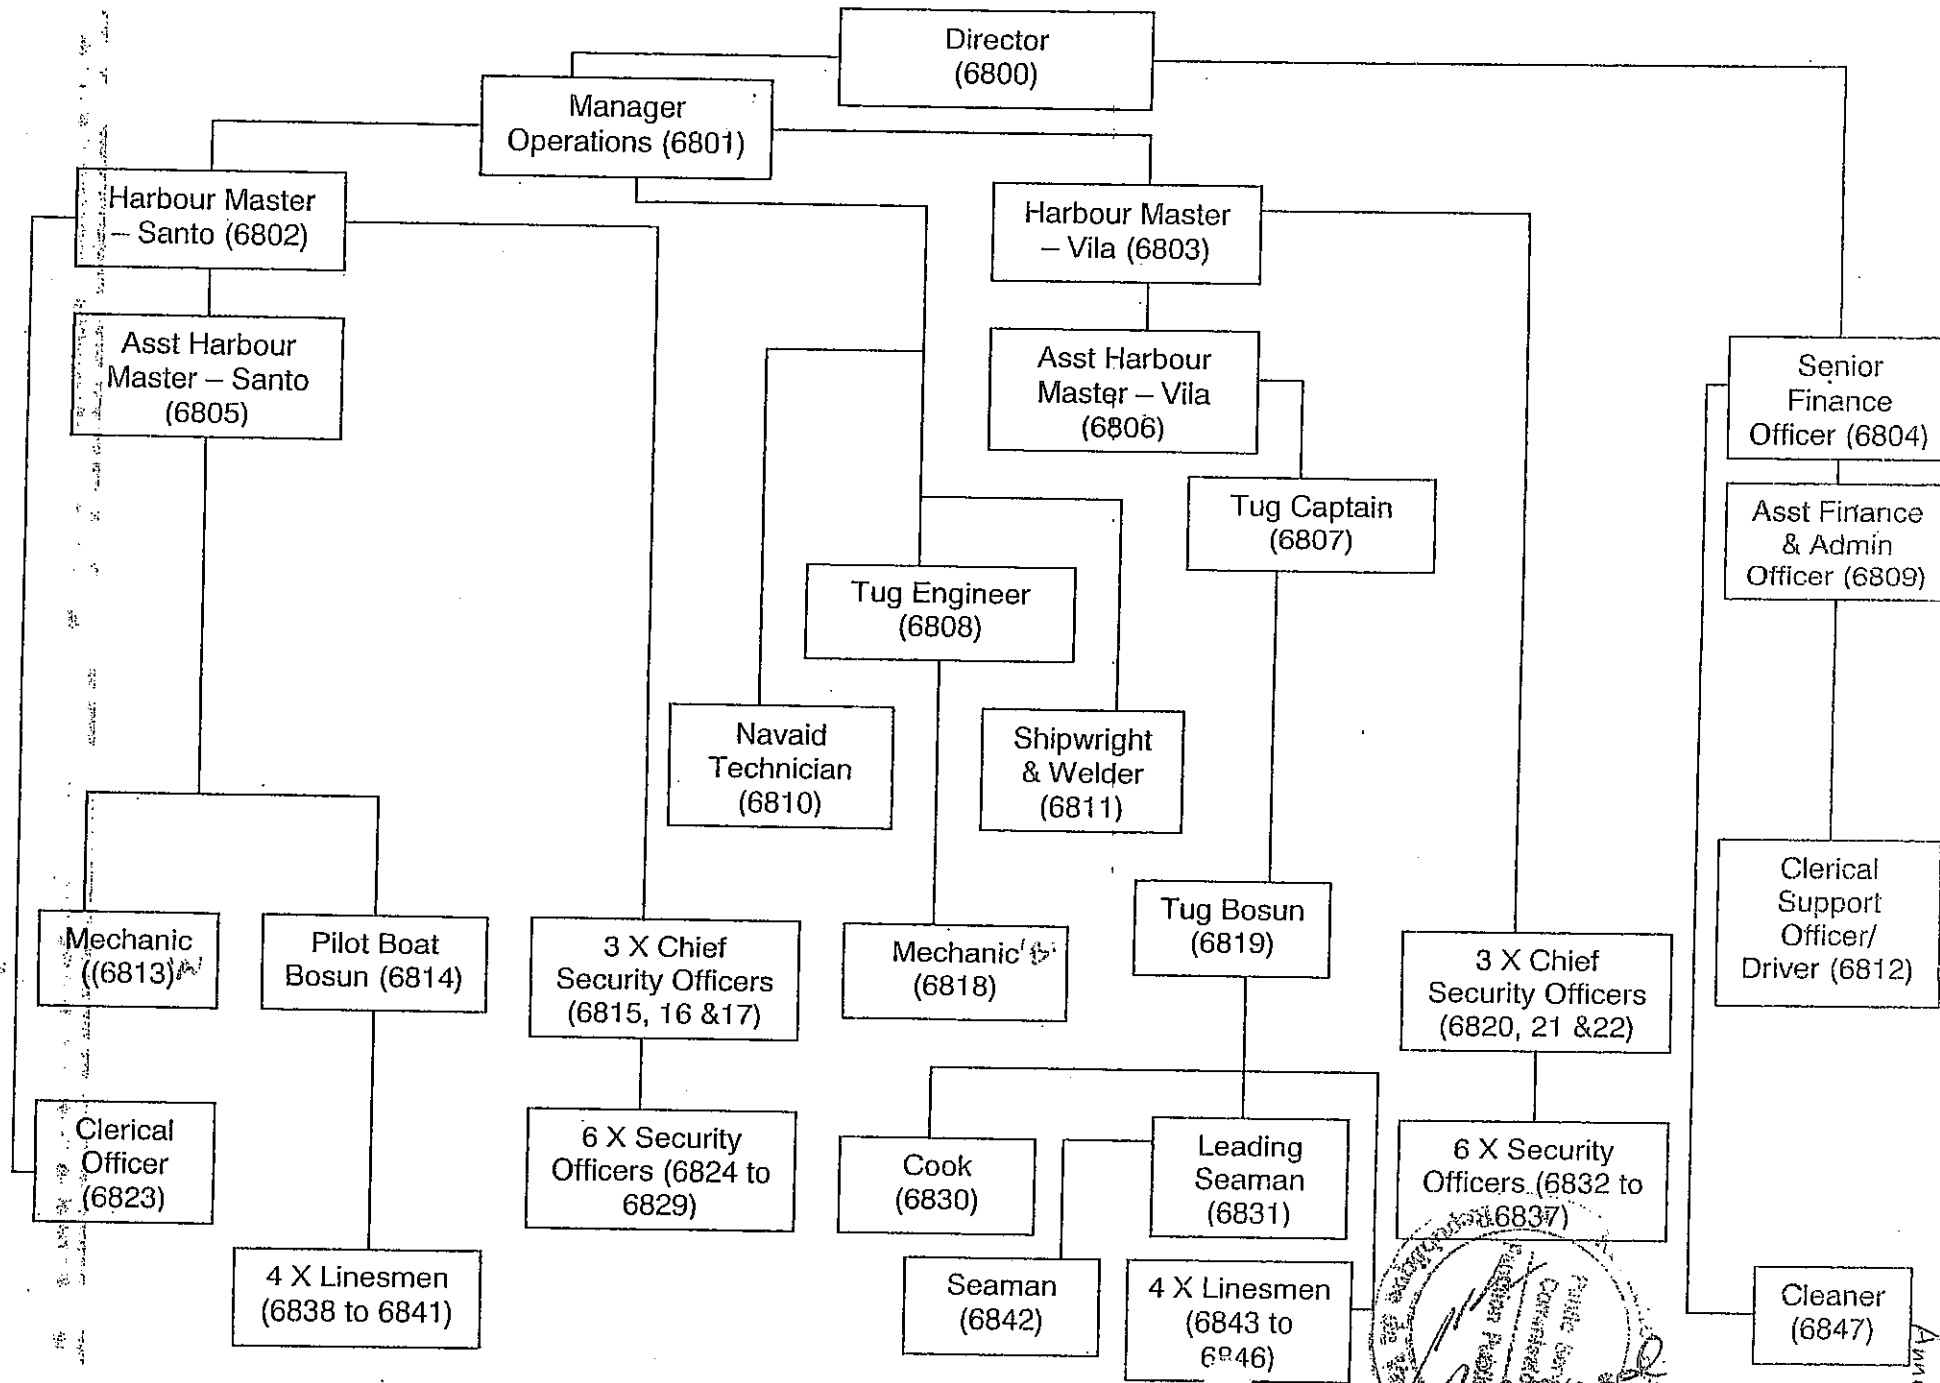 Director
(6800)
Manager
Operations (6801)
Harbour Master
– Santo (6802)
Harbour Master
– Vila (6803)
Asst Harbour
Master – Santo
(6805)
Asst Harbour
Master – Vila
(6806)
Senior
Finance
Officer (6804)
Tug Captain
(6807)
Asst Finance
& Admin
Officer (6809)
Tug Engineer
(6808)
Navaid
Technician
(6810)
Shipwright
& Welder
(6811)
Clerical
Support
Officer/
Driver (6812)
Mechanic
((6813)
Pilot Boat
Bosun (6814)
3 X Chief
Security Officers
(6815, 16 &17)
Mechanic
(6818)
Tug Bosun
(6819)
3 X Chief
Security Officers
(6820, 21 &22)
Clerical
Officer
(6823)
6 X Security
Officers (6824 to
6829)
Cook
(6830)
Leading
Seaman
(6831)
6 X Security
Officers (6832 to
6837)
4 X Linesmen
(6838 to 6841)
Seaman
(6842)
4 X Linesmen
(6843 to
6846)
Cleaner
(6847)